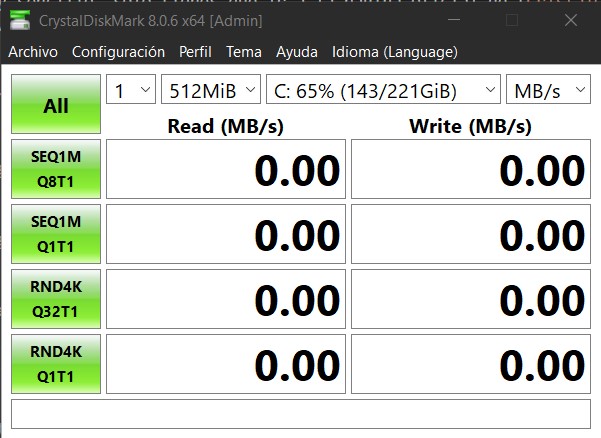 CrystalDiskMark 8.0.6 x64 [Admin]
Archivo Configuración Perfil Tema Ayuda Idioma (Language)
All 1 512MiB C: 65% (143/221GiB) MB/s
Read (MB/s) Write (MB/s)
SEQ1M
Q8T1 0.00 0.00
SEQ1M
Q1T1 0.00 0.00
RND4K
Q32T1 0.00 0.00
RND4K
Q1T1 0.00 0.00